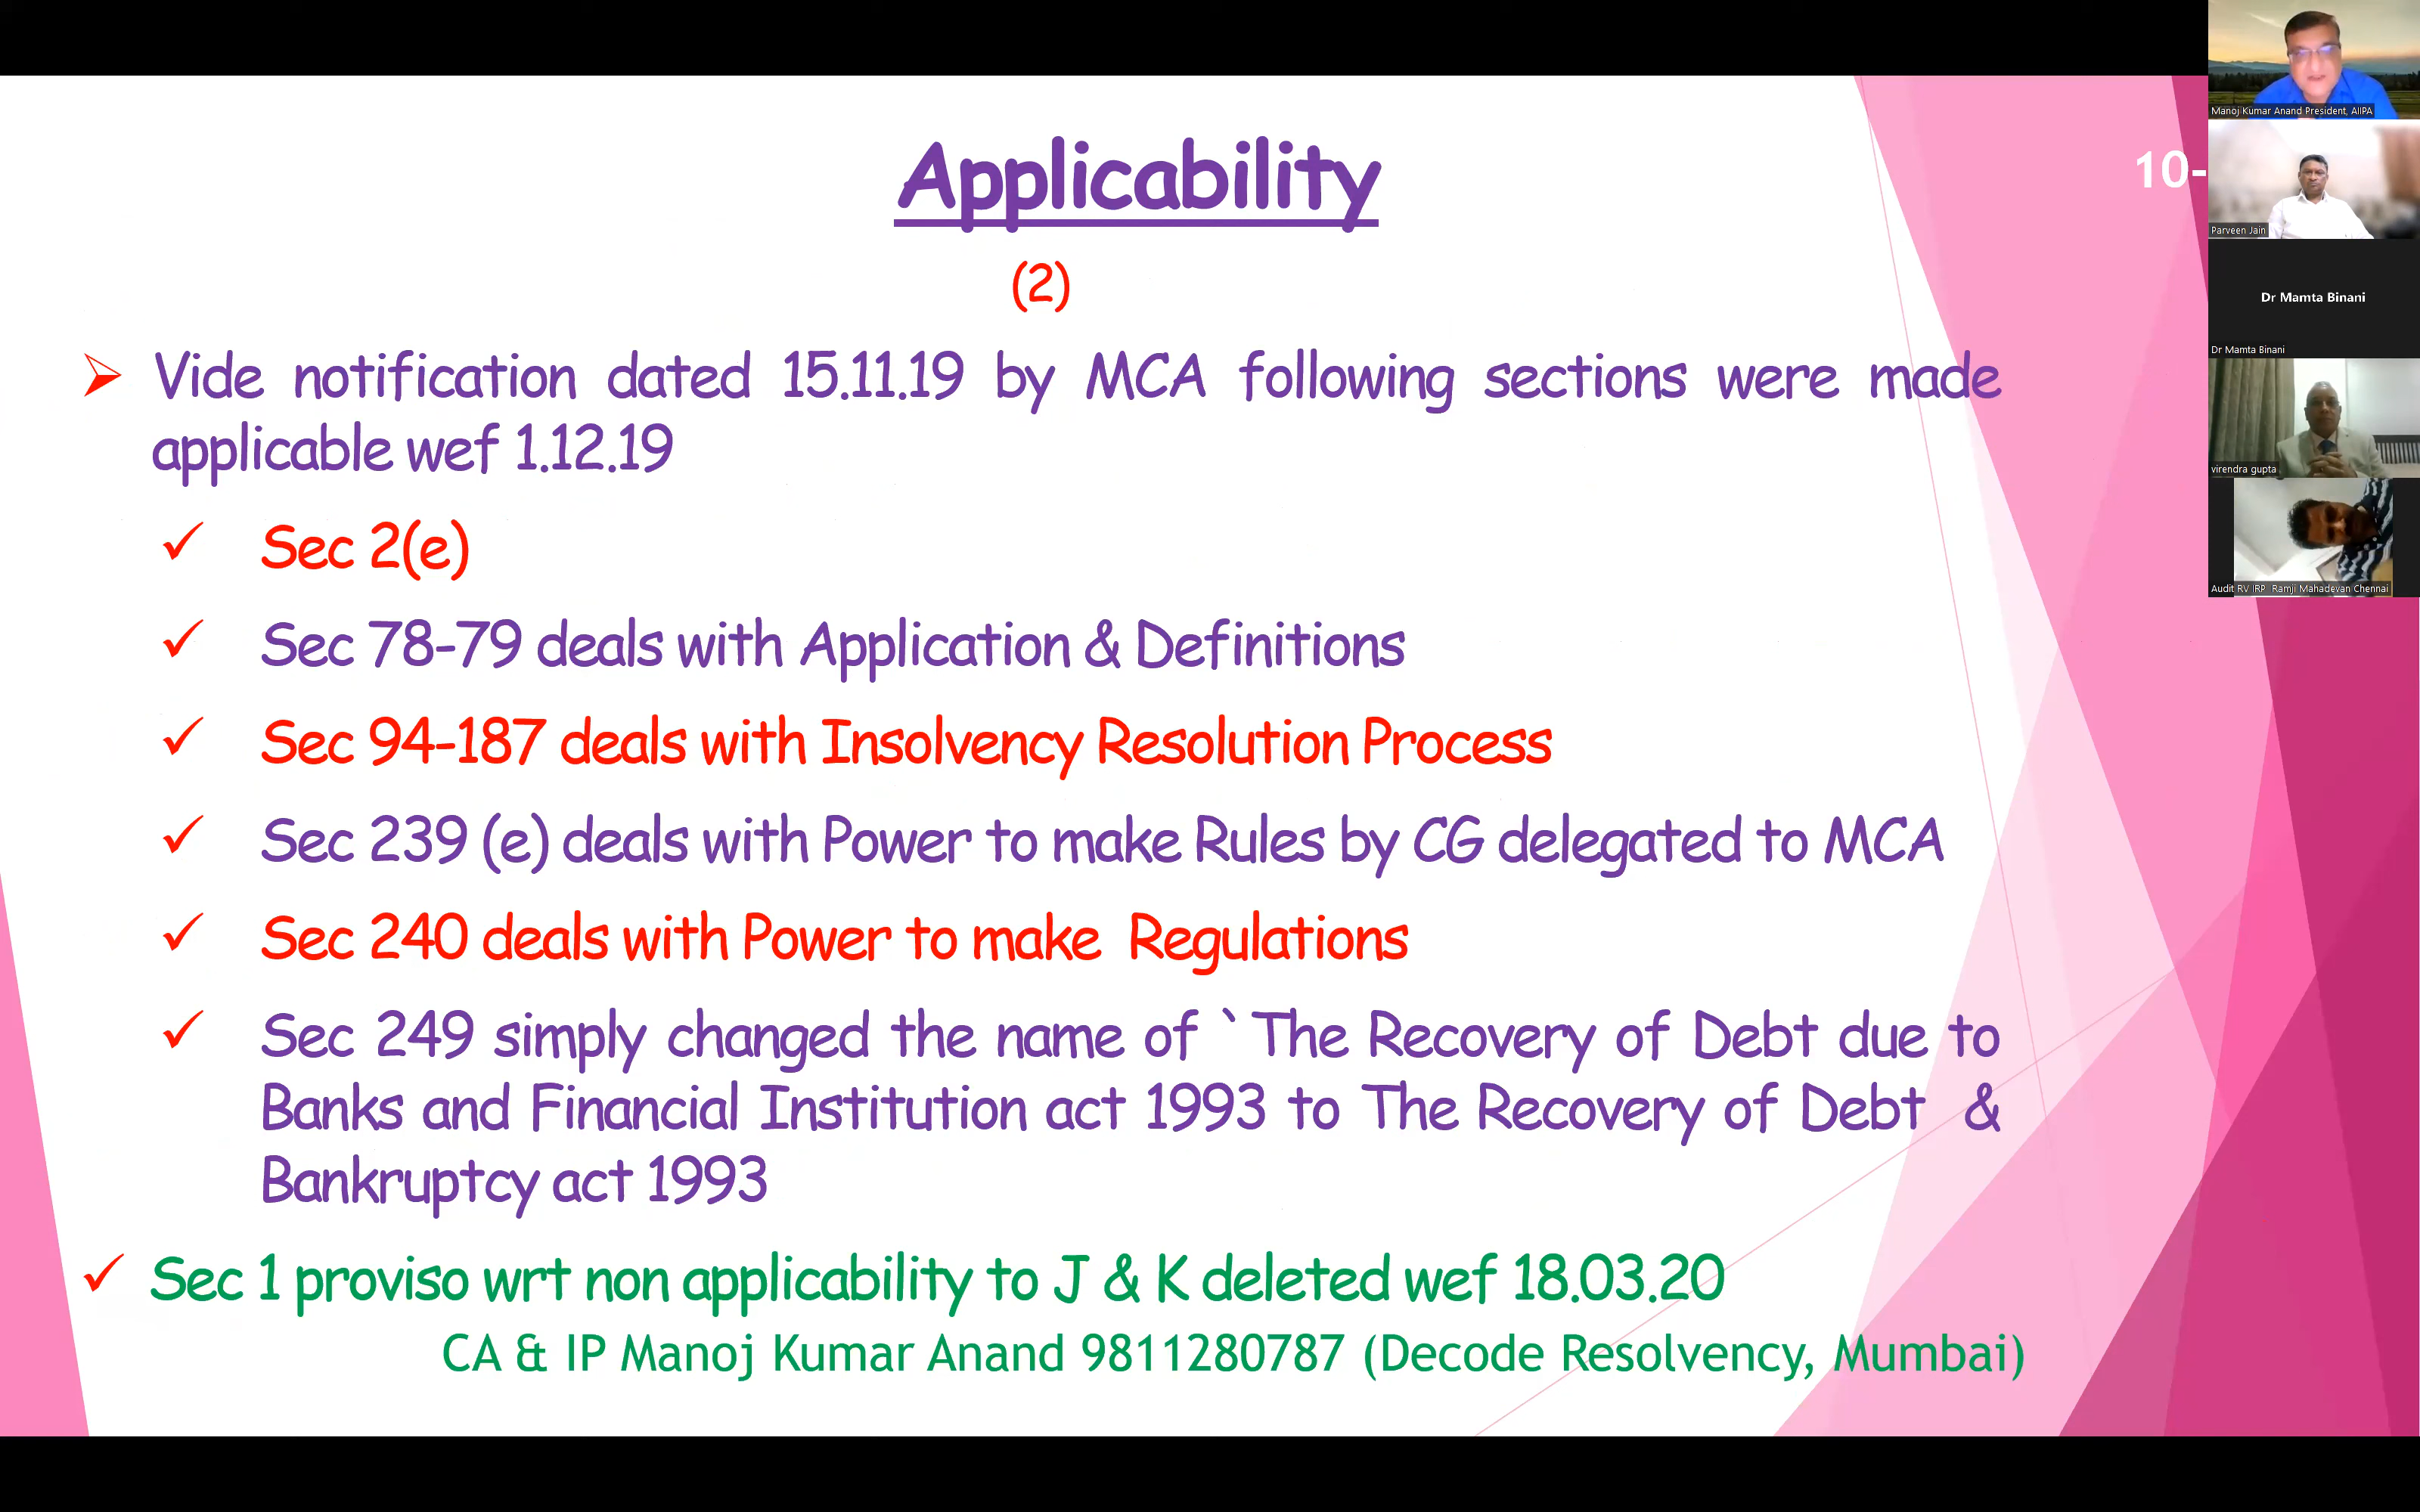 Applicability
10-
(2)
Vide notification dated 15.11.19 by MCA following sections were made
applicable wef 1.12.19
Sec 2(e)
Sec 78-79 deals with Application & Definitions
Sec 94-187 deals with Insolvency Resolution Process
Sec 239 (e) deals with Power to make Rules by CG delegated to MCA
Sec 240 deals with Power to make Regulations
Sec 249 simply changed the name of `The Recovery of Debt due to
Banks and Financial Institution act 1993 to The Recovery of Debt &
Bankruptcy act 1993
Sec 1 proviso wrt non applicability to J & K deleted wef 18.03.20
CA & IP Manoj Kumar Anand 9811280787 (Decode Resolvency, Mumbai)
Manoj Kumar Anand President, AIIPA
Parveen Jain
Dr Mamta Binani
Dr Mamta Binani
virendra gupta
Audit RV IRP Ramji Mahadevan Chennai